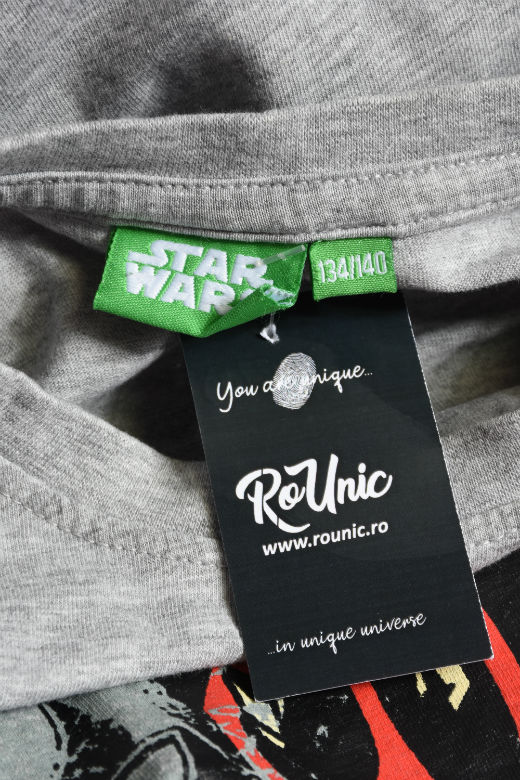 STAR
WARS
134/140
You are unique...
RoUnic
www.rounic.ro
...in unique universe